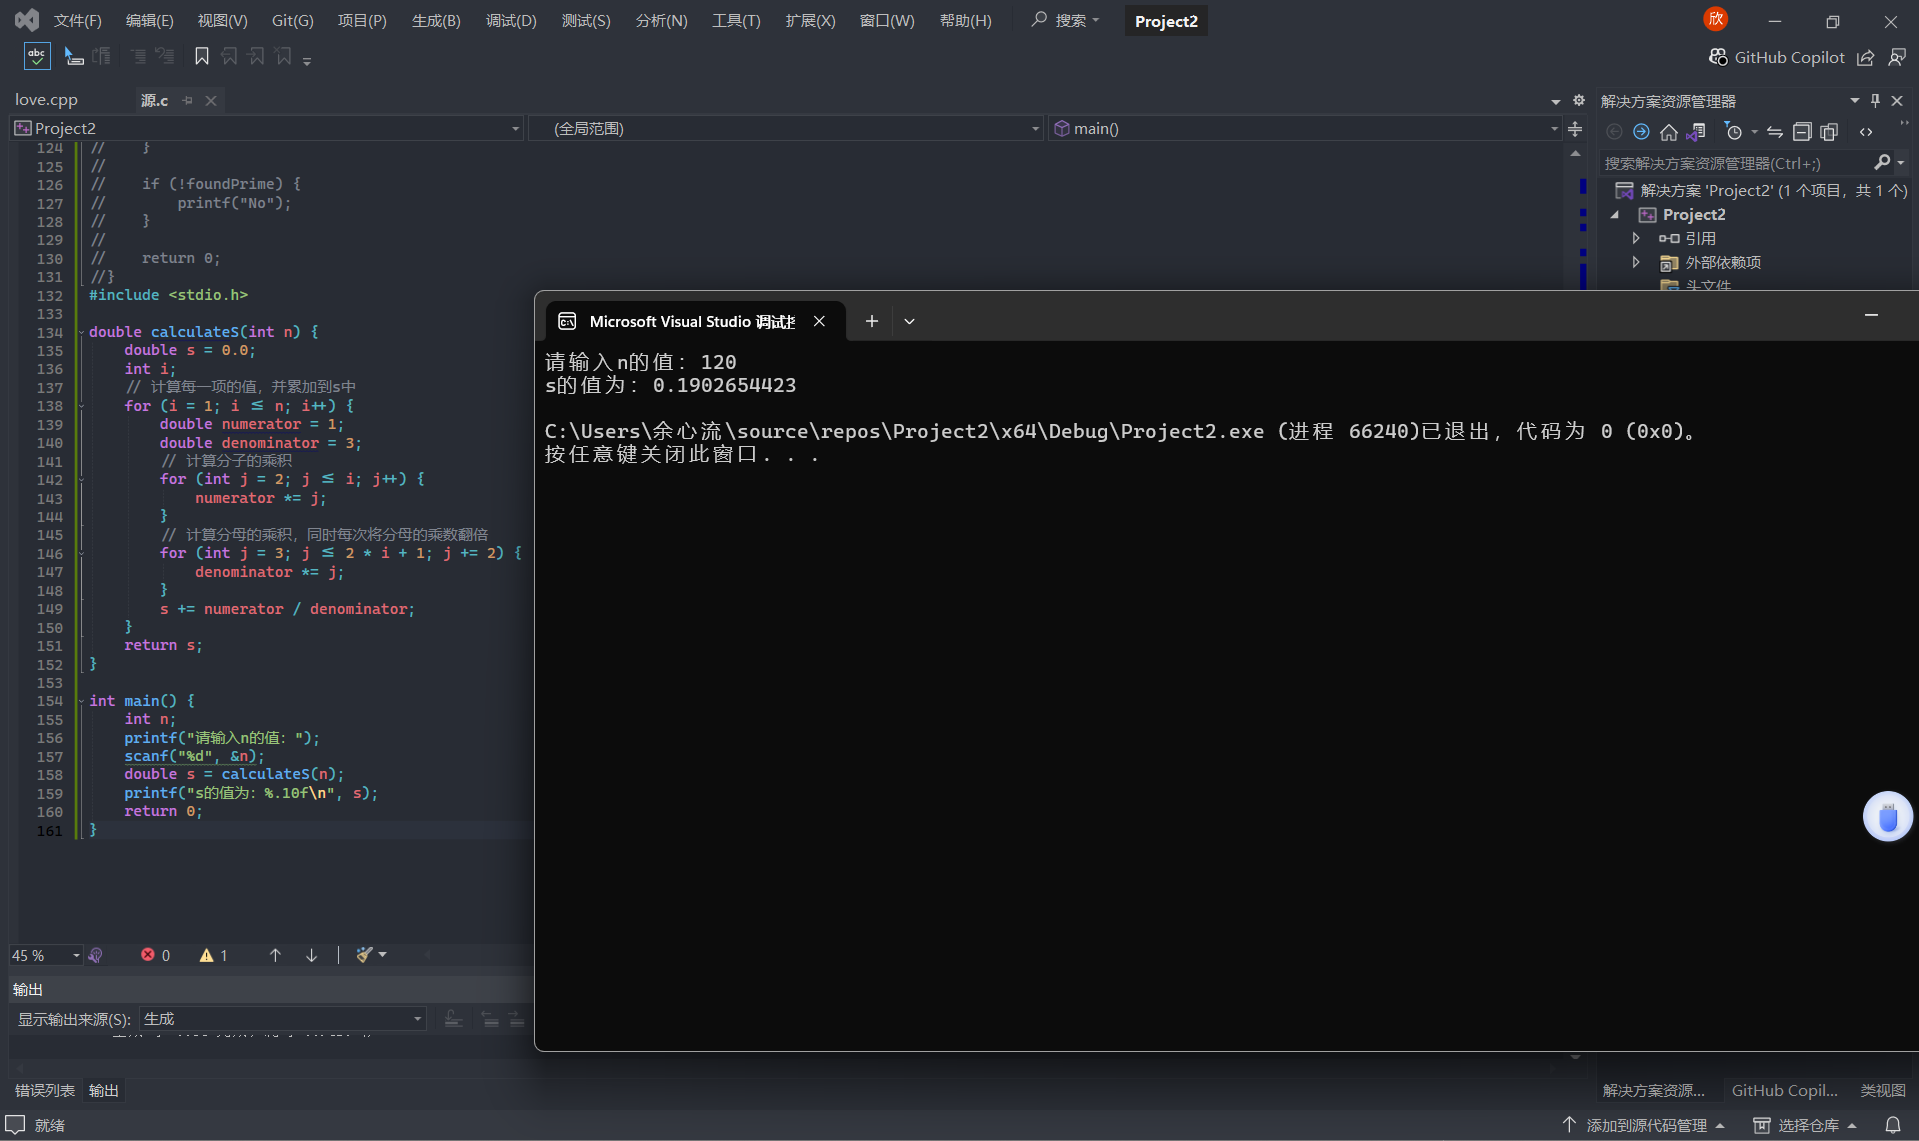 文件(F) 编辑(E) 视图(V) Git(G) 项目(P) 生成(B) 调试(D) 测试(S) 分析(N) 工具(T) 扩展(X) 窗口(W) 帮助(H) 搜索 Project2 欣
abc GitHub Copilot
love.cpp 源.c
Project2 (全局范围) main()
124 // }
125 //
126 // if (!foundPrime) {
127 // printf("No");
128 // }
129 //
130 // return 0;
131 //}
132 #include <stdio.h>
133
134 double calculateS(int n) {
135 double s = 0.0;
136 int i;
137 // 计算每一项的值，并累加到s中
138 for (i = 1; i ≤ n; i++) {
139 double numerator = 1;
140 double denominator = 3;
141 // 计算分子的乘积
142 for (int j = 2; j ≤ i; j++) {
143 numerator *= j;
144 }
145 // 计算分母的乘积，同时每次将分母的乘数翻倍
146 for (int j = 3; j ≤ 2 * i + 1; j += 2) {
147 denominator *= j;
148 }
149 s += numerator / denominator;
150 }
151 return s;
152 }
153
154 int main() {
155 int n;
156 printf("请输入n的值：");
157 scanf("%d", &n);
158 double s = calculateS(n);
159 printf("s的值为：%.10f\n", s);
160 return 0;
161 }
45 % 0 1
输出
显示输出来源(S): 生成
错误列表 输出
就绪
Microsoft Visual Studio 调试
请输入n的值：120
s的值为：0.1902654423
C:\Users\余心流\source\repos\Project2\x64\Debug\Project2.exe (进程 66240)已退出，代码为 0 (0x0)。
按任意键关闭此窗口. . .
解决方案资源管理器
搜索解决方案资源管理器(Ctrl+;)
解决方案 'Project2' (1 个项目，共 1 个)
Project2
引用
外部依赖项
头文件
解决方案资源... GitHub Copil... 类视图
添加到源代码管理 选择仓库